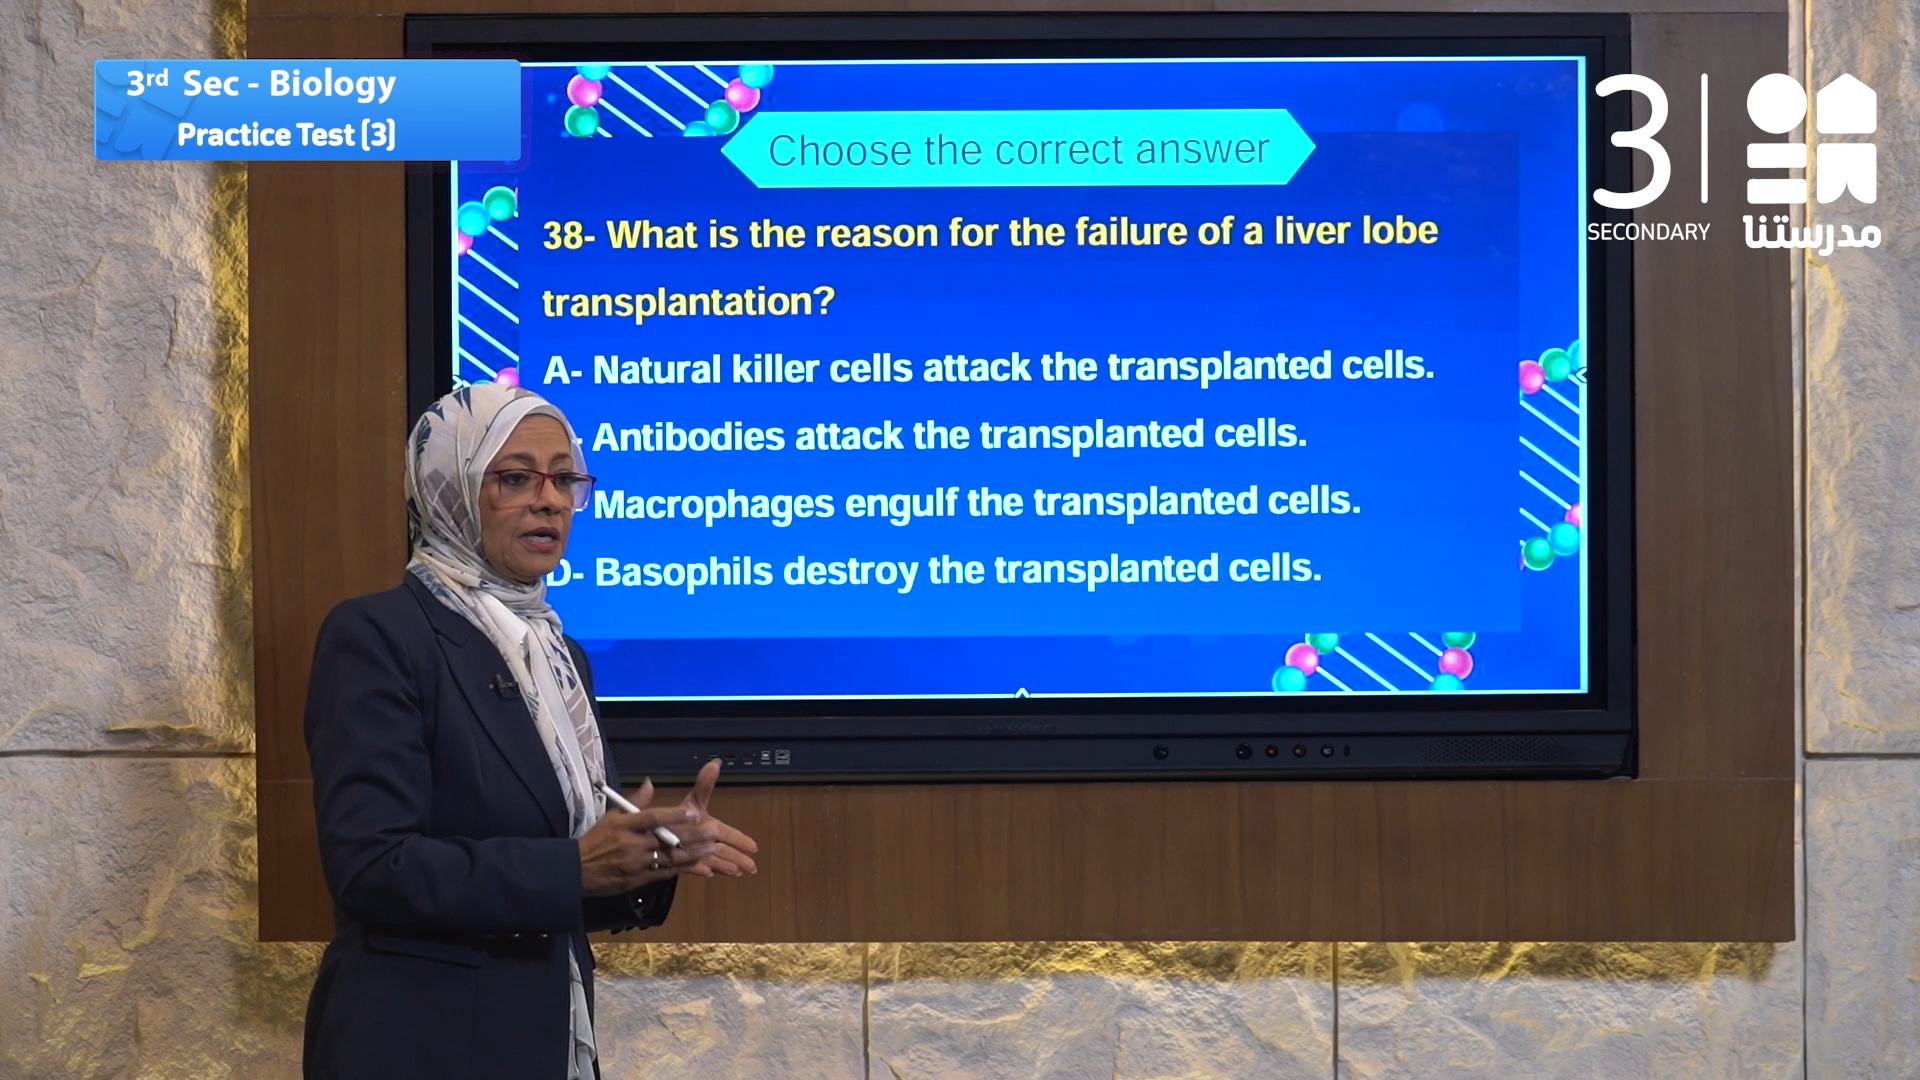 3rd Sec - Biology
Practice Test [3]
3
SECONDARY
مدرستنا
Choose the correct answer
38- What is the reason for the failure of a liver lobe
transplantation?
A- Natural killer cells attack the transplanted cells.
- Antibodies attack the transplanted cells.
- Macrophages engulf the transplanted cells.
D- Basophils destroy the transplanted cells.